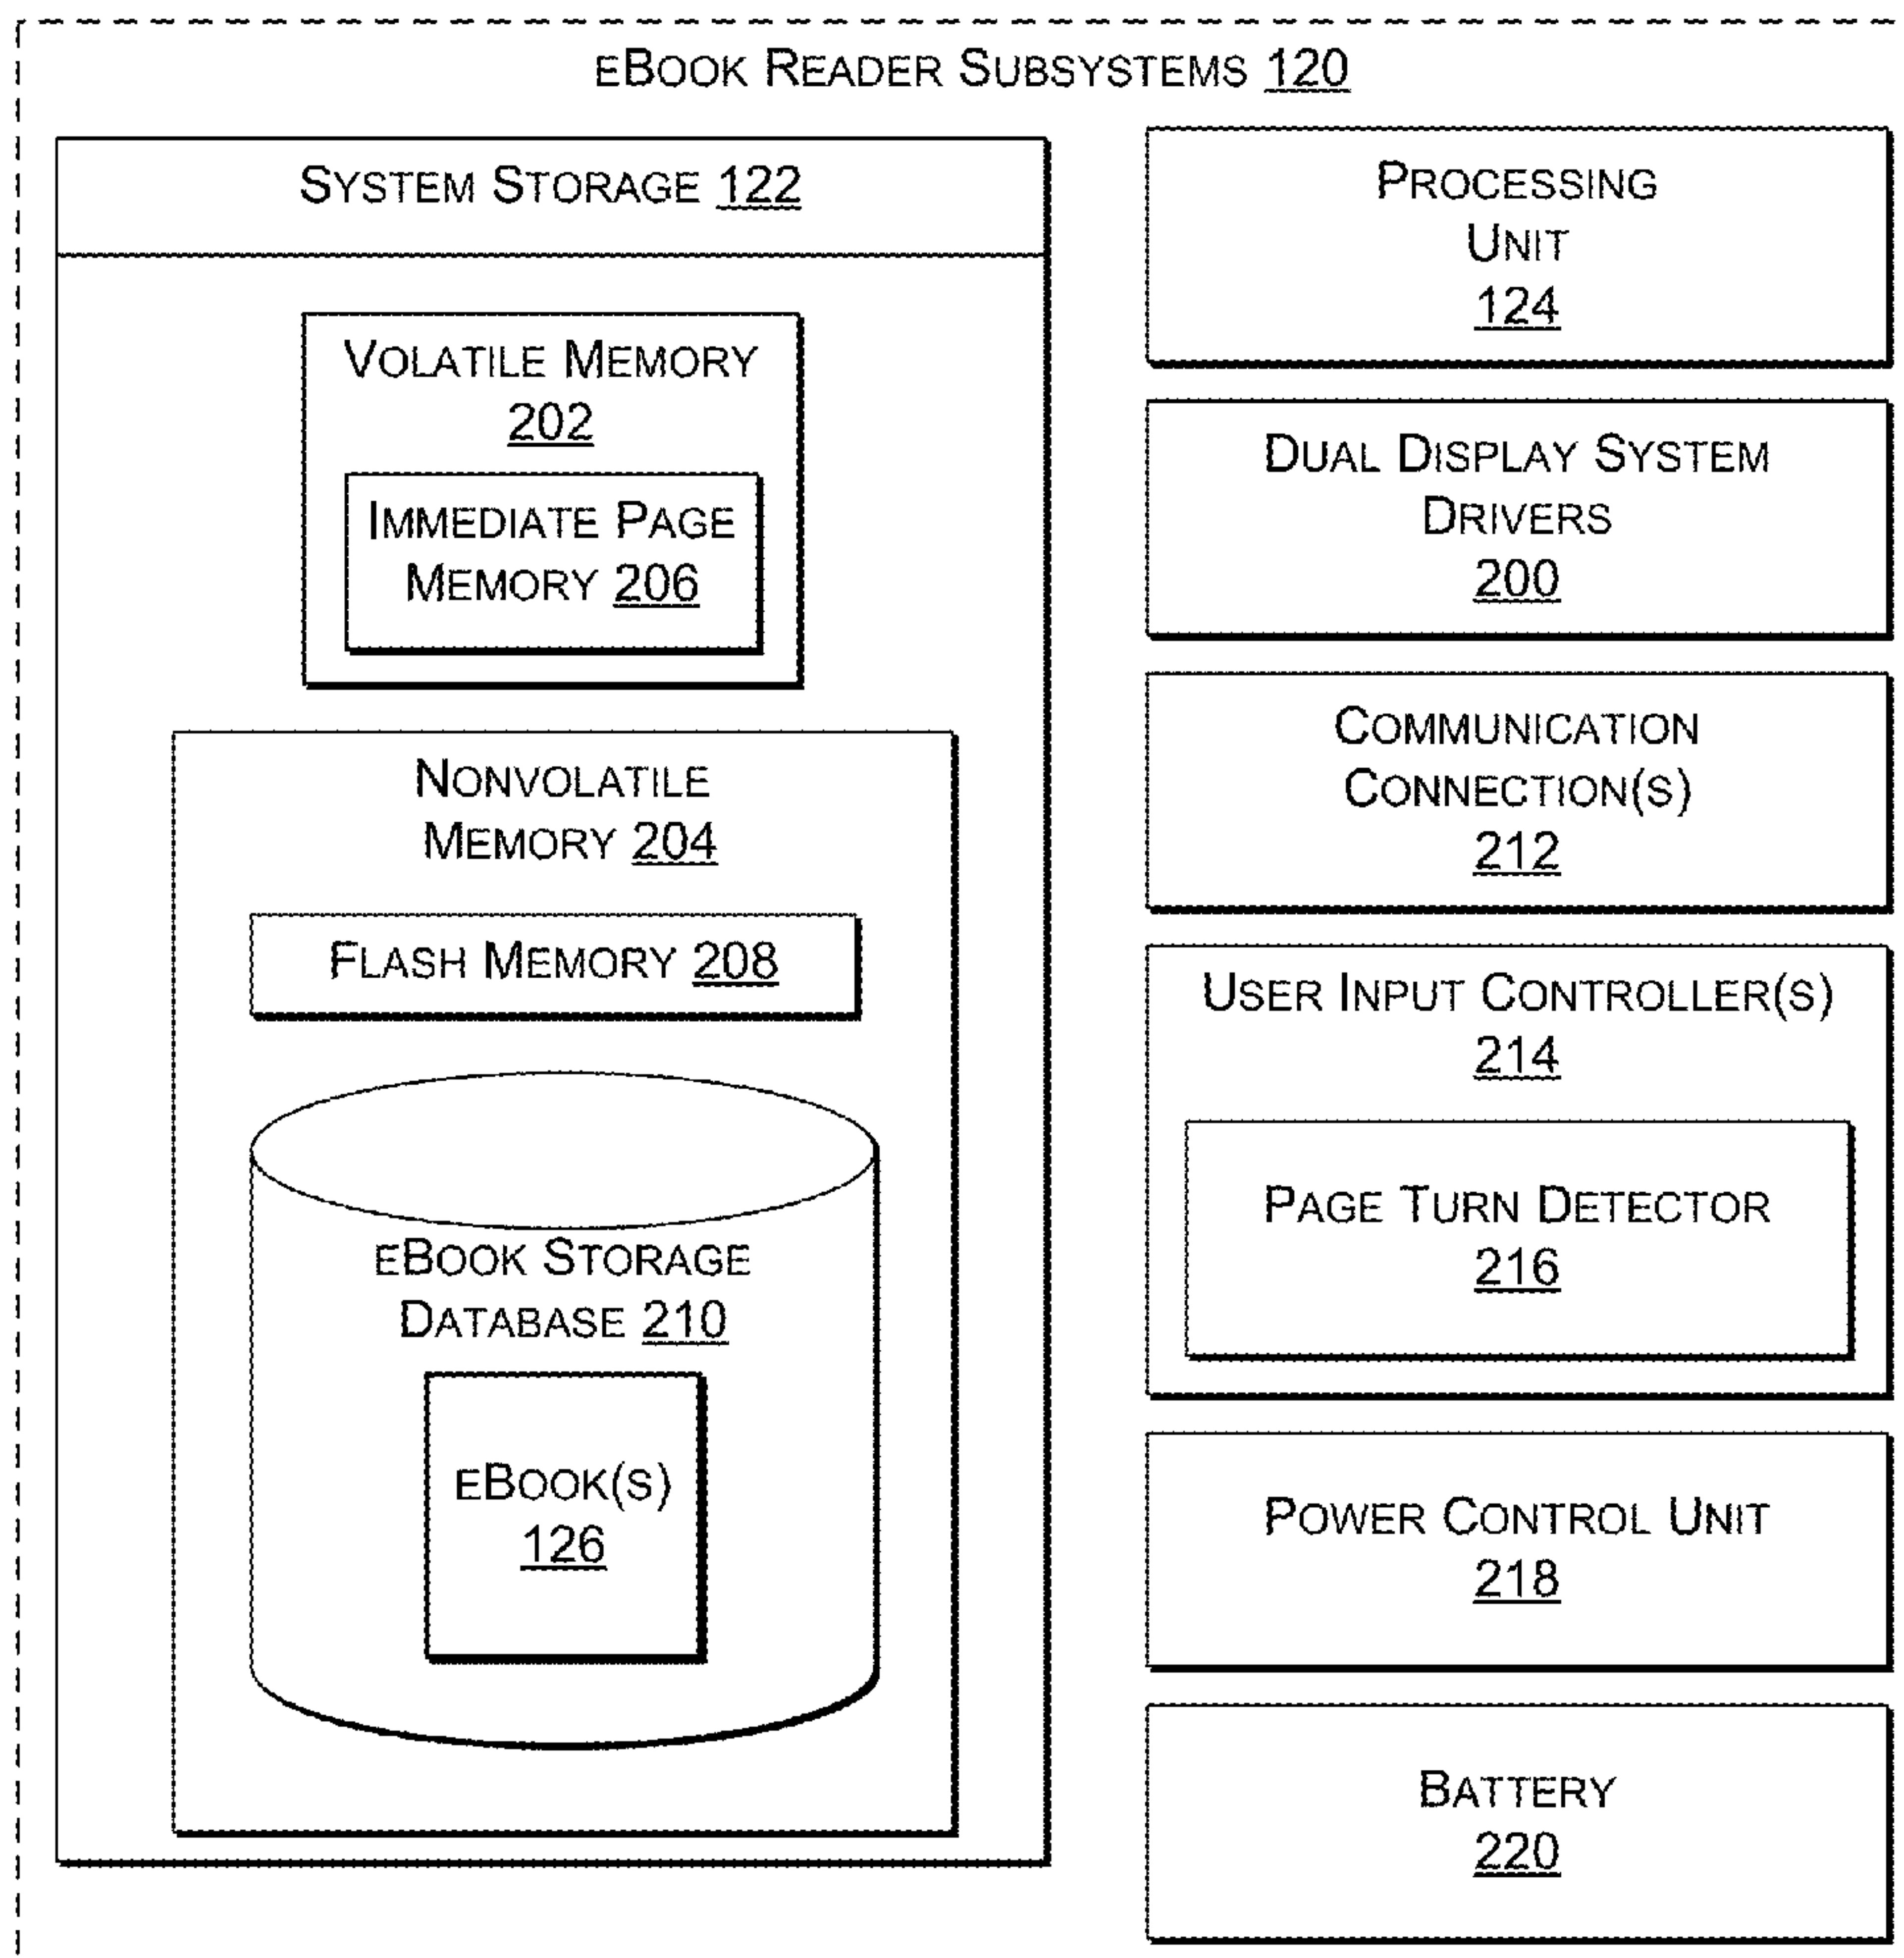 eBook Reader Subsystems 120
System Storage 122
Volatile Memory
202
Immediate Page
Memory 206
Nonvolatile
Memory 204
Flash Memory 208
eBook Storage
Database 210
eBook(s)
126
Processing
Unit
124
Dual Display System
Drivers
200
Communication
Connection(s)
212
User Input Controller(s)
214
Page Turn Detector
216
Power Control Unit
218
Battery
220